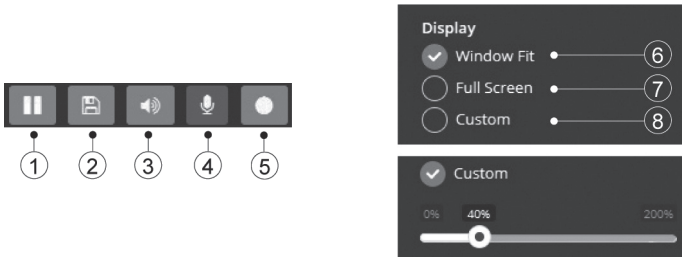 1 2 3 4 5
Display
Window Fit 6
Full Screen 7
Custom 8
Custom
0% 40% 200%